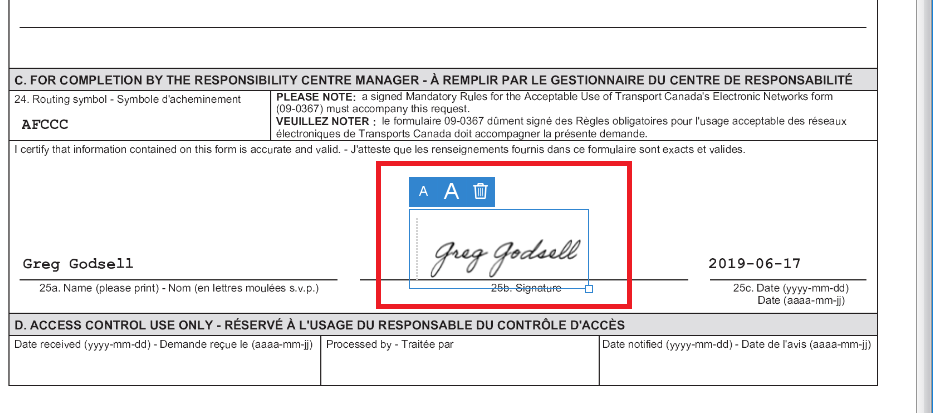 C. FOR COMPLETION BY THE RESPONSIBILITY CENTRE MANAGER - À REMPLIR PAR LE GESTIONNAIRE DU CENTRE DE RESPONSABILITÉ
24. Routing symbol - Symbole d'acheminement
AFCCC
PLEASE NOTE: a signed Mandatory Rules for the Acceptable Use of Transport Canada's Electronic Networks form
(09-0367) must accompany this request.
VEUILLEZ NOTER : le formulaire 09-0367 dûment signé des Règles obligatoires pour l'usage acceptable des réseaux
électroniques de Transports Canada doit accompagner la présente demande.
I certify that information contained on this form is accurate and valid. - J'atteste que les renseignements fournis dans ce formulaire sont exacts et valides.
A A
Greg Godsell
Greg Godsell
2019-06-17
25a. Name (please print) - Nom (en lettres moulées s.v.p.)
25b. Signature
25c. Date (yyyy-mm-dd)
Date (aaaa-mm-jj)
D. ACCESS CONTROL USE ONLY - RÉSERVÉ À L'USAGE DU RESPONSABLE DU CONTRÔLE D'ACCÈS
Date received (yyyy-mm-dd) - Demande reçue le (aaaa-mm-jj)
Processed by - Traitée par
Date notified (yyyy-mm-dd) - Date de l'avis (aaaa-mm-jj)